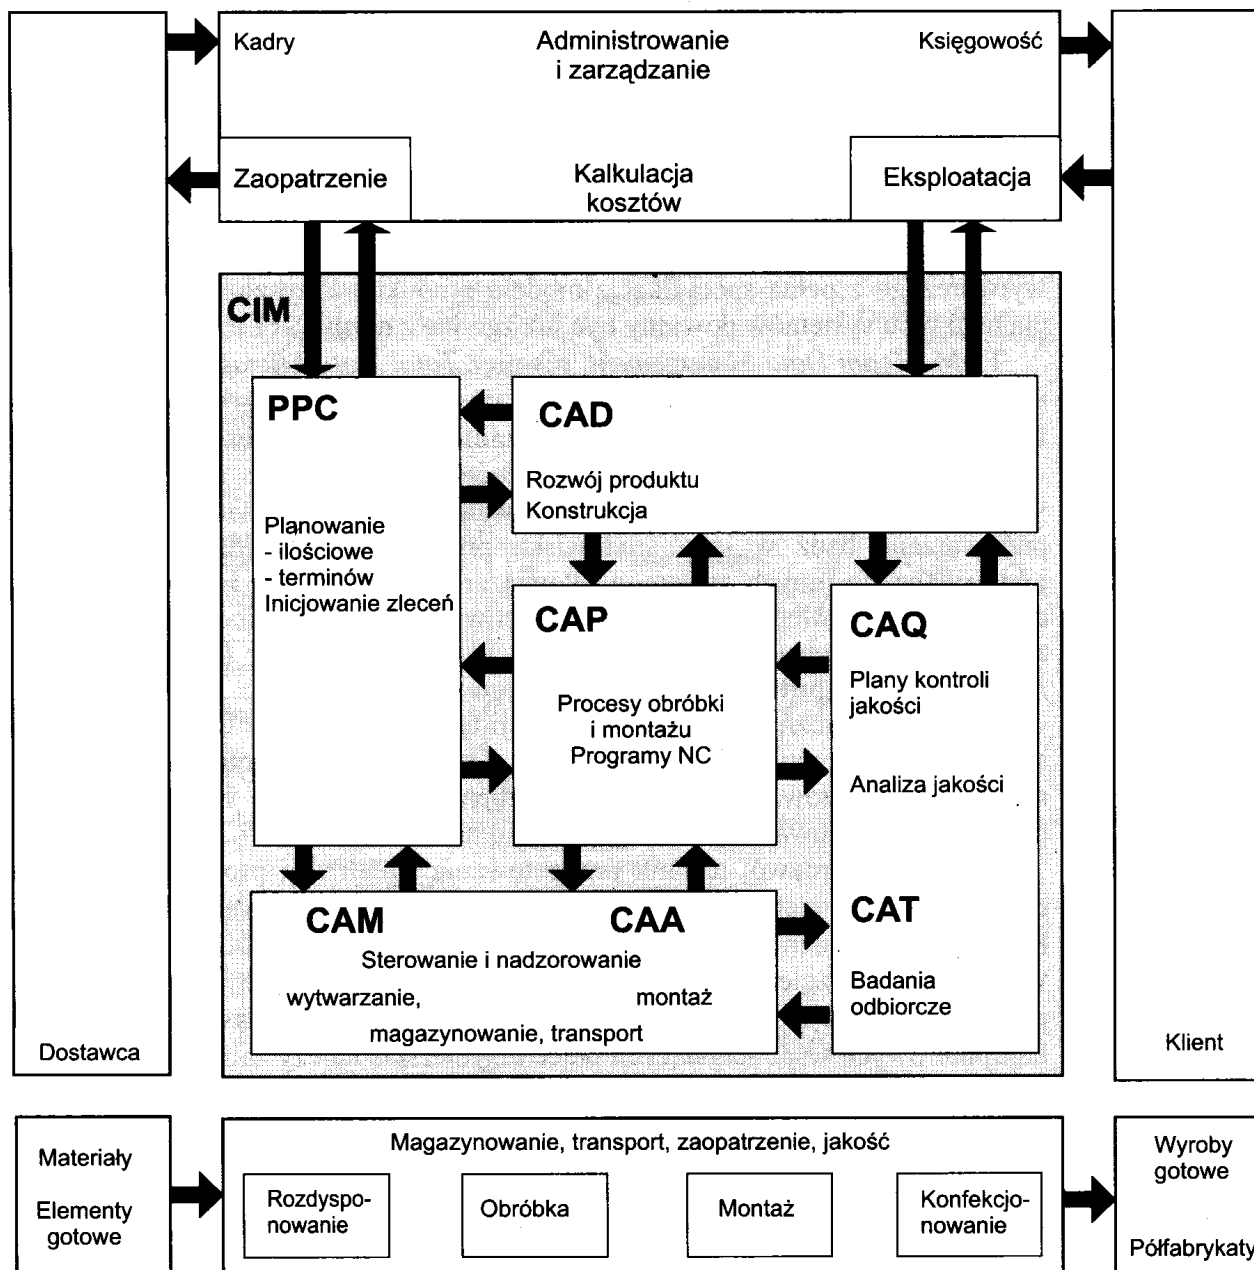 Kadry
Administrowanie
i zarządzanie
Księgowość
Zaopatrzenie
Kalkulacja
kosztów
Eksploatacja
CIM
PPC
Planowanie
- ilościowe
- terminów
Inicjowanie zleceń
CAD
Rozwój produktu
Konstrukcja
CAP
Procesy obróbki
i montażu
Programy NC
CAQ
Plany kontroli
jakości
Analiza jakości
CAT
Badania
odbiorcze
CAM
CAA
Sterowanie i nadzorowanie
wytwarzanie,
montaż
magazynowanie, transport
Dostawca
Klient
Materiały
Elementy
gotowe
Magazynowanie, transport, zaopatrzenie, jakość
Rozdyspo-
nowanie
Obróbka
Montaż
Konfekcjo-
nowanie
Wyroby
gotowe
Półfabrykaty